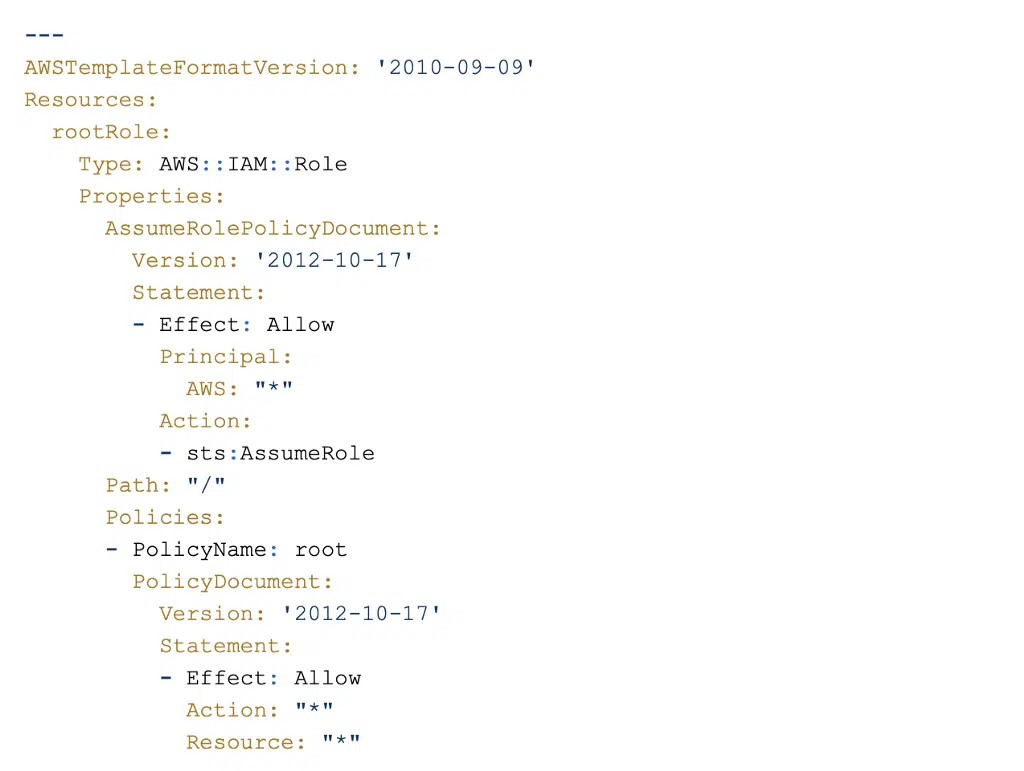 ---
AWSTemplateFormatVersion: '2010-09-09'
Resources:
  rootRole:
    Type: AWS::IAM::Role
    Properties:
      AssumeRolePolicyDocument:
        Version: '2012-10-17'
        Statement:
        - Effect: Allow
          Principal:
            AWS: "*"
          Action:
          - sts:AssumeRole
      Path: "/"
      Policies:
      - PolicyName: root
        PolicyDocument:
          Version: '2012-10-17'
          Statement:
          - Effect: Allow
            Action: "*"
            Resource: "*"